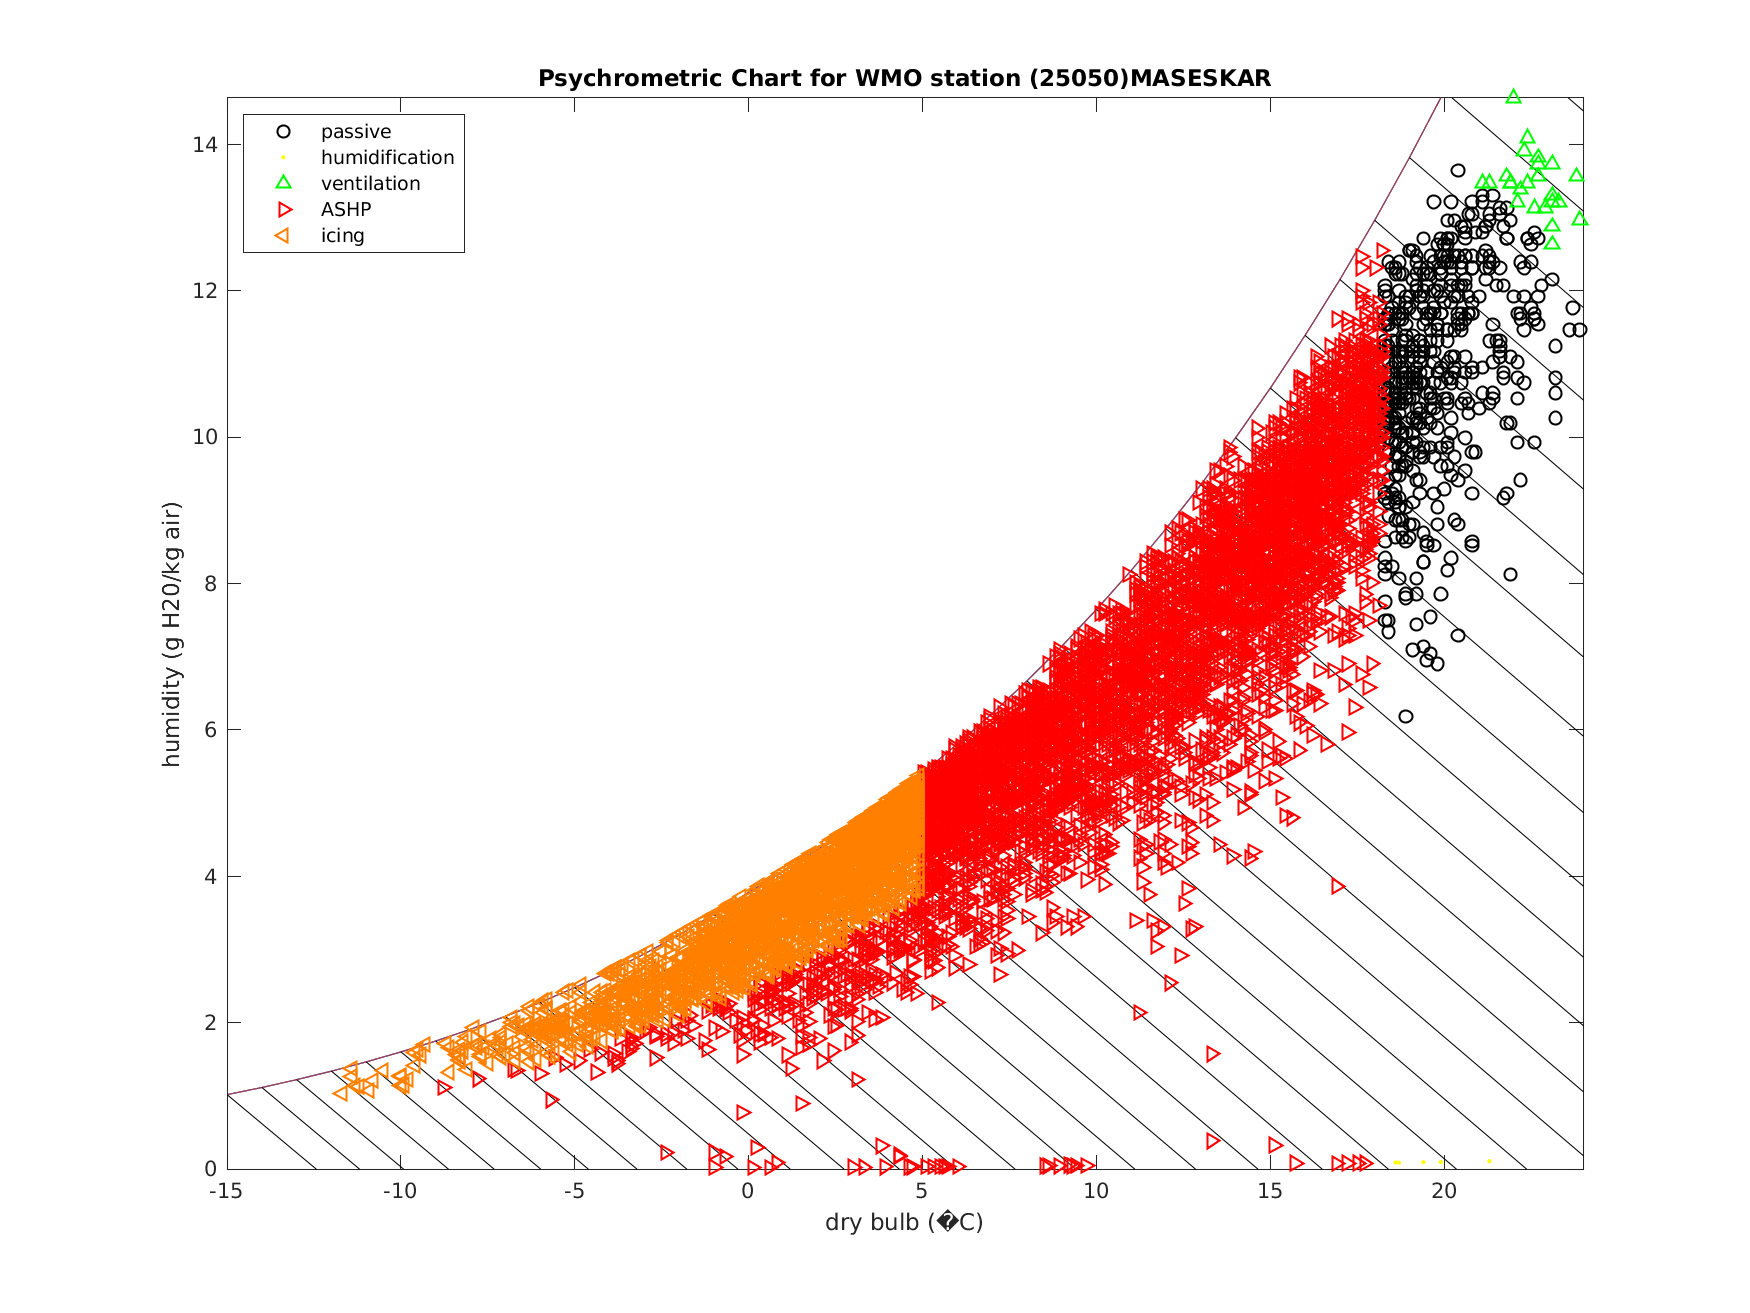 Psychrometric Chart for WMO station (25050)MASESKAR
passive
humidification
ventilation
ASHP
icing
humidity (g H20/kg air)
14
12
10
8
6
4
2
0
-15 -10 -5 0 5 10 15 20
dry bulb (�C)